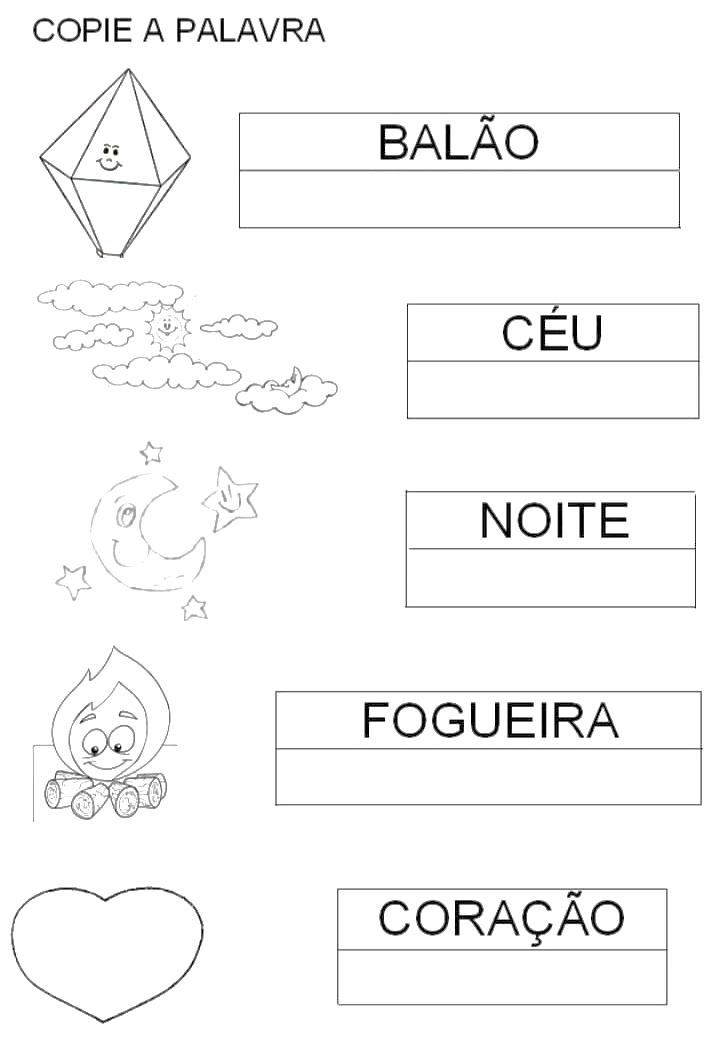 COPIE A PALAVRA
BALÃO
CÉU
NOITE
FOGUEIRA
CORAÇÃO